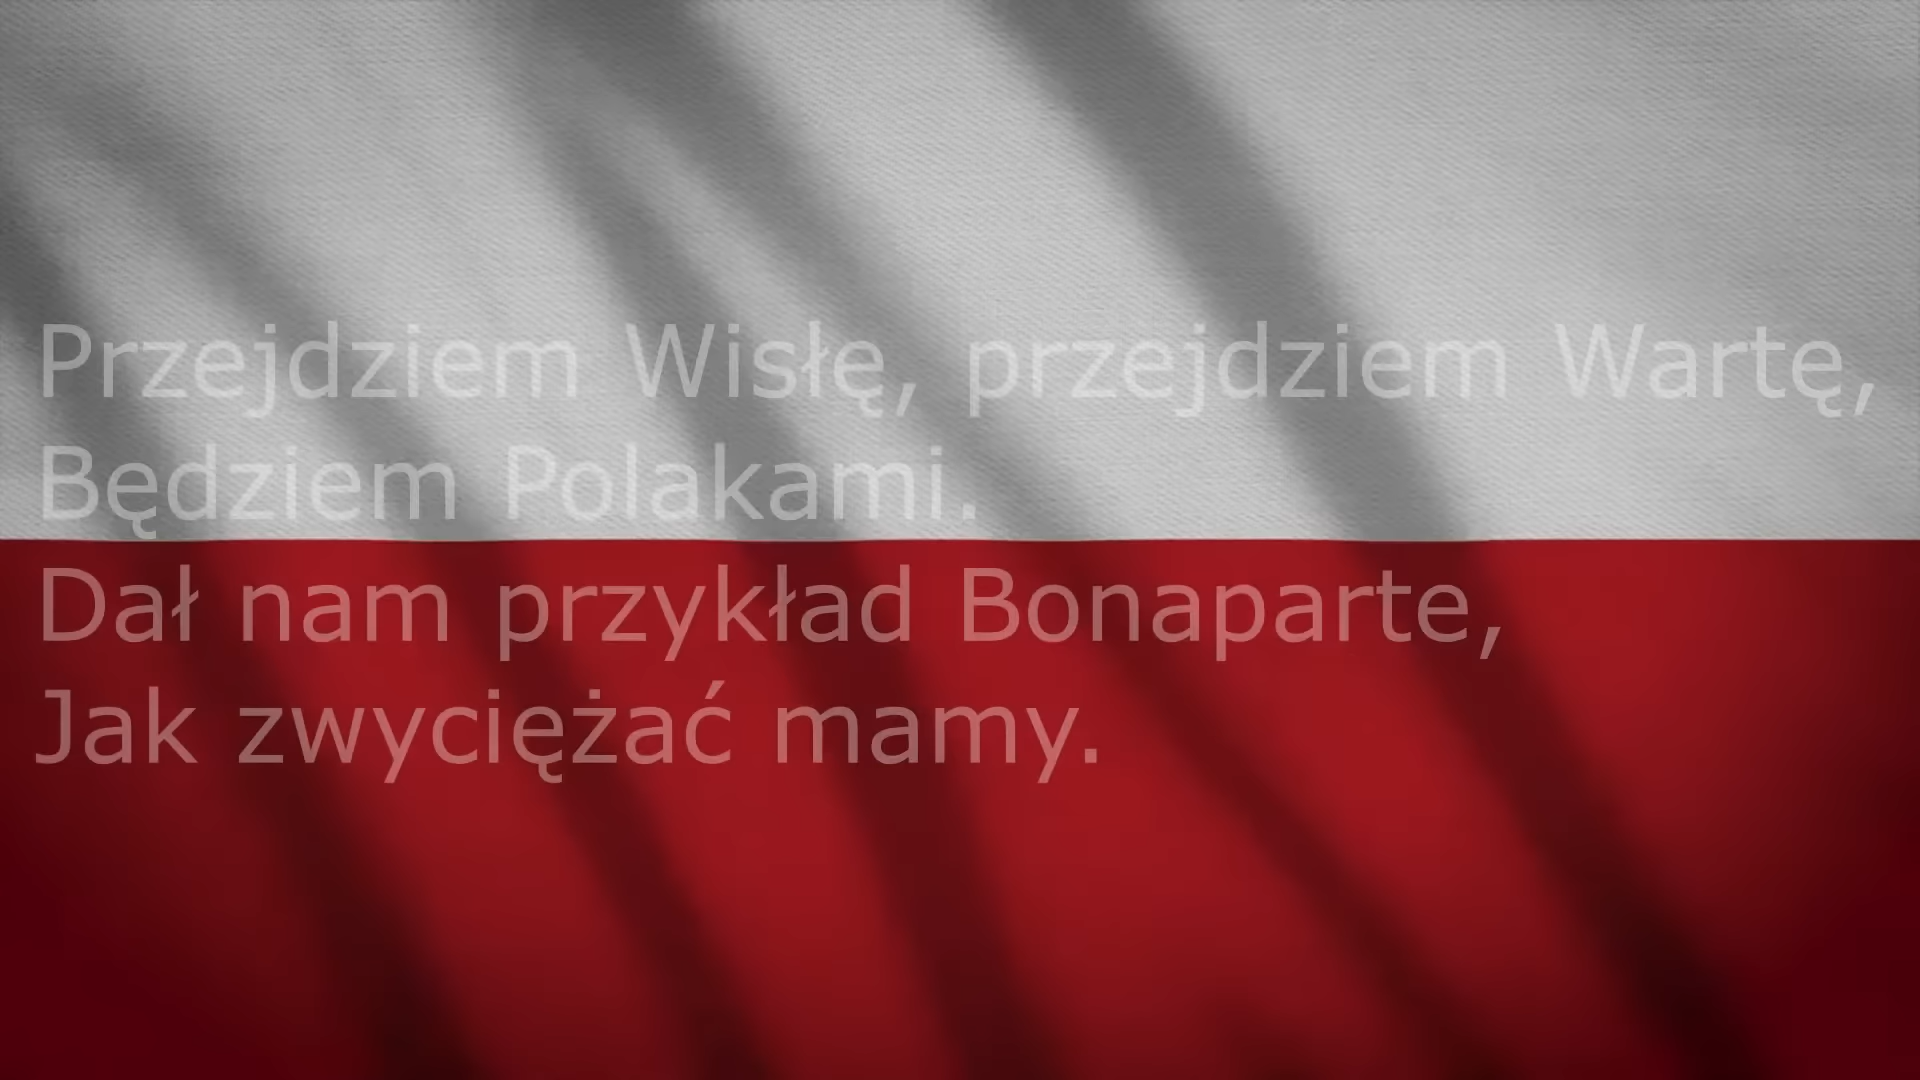 Przejdziem Wisłę, przejdziem Wartę,
Będziem Polakami.
Dał nam przykład Bonaparte,
Jak zwyciężać mamy.